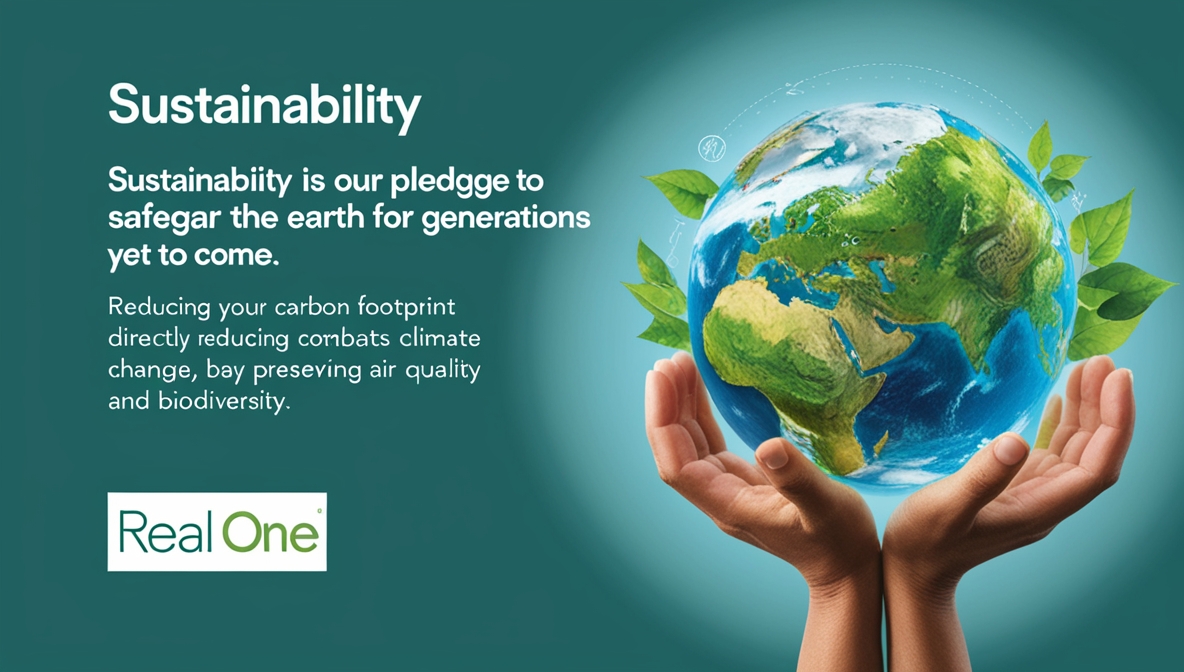 Sustainability
Sustainabiity is our pledgge to
safegar the earth for generations
yet to come.
Reducing your carbon footprint
directly reducing combats climate
change, bay preseving air quality
and biodiversity.
Real One